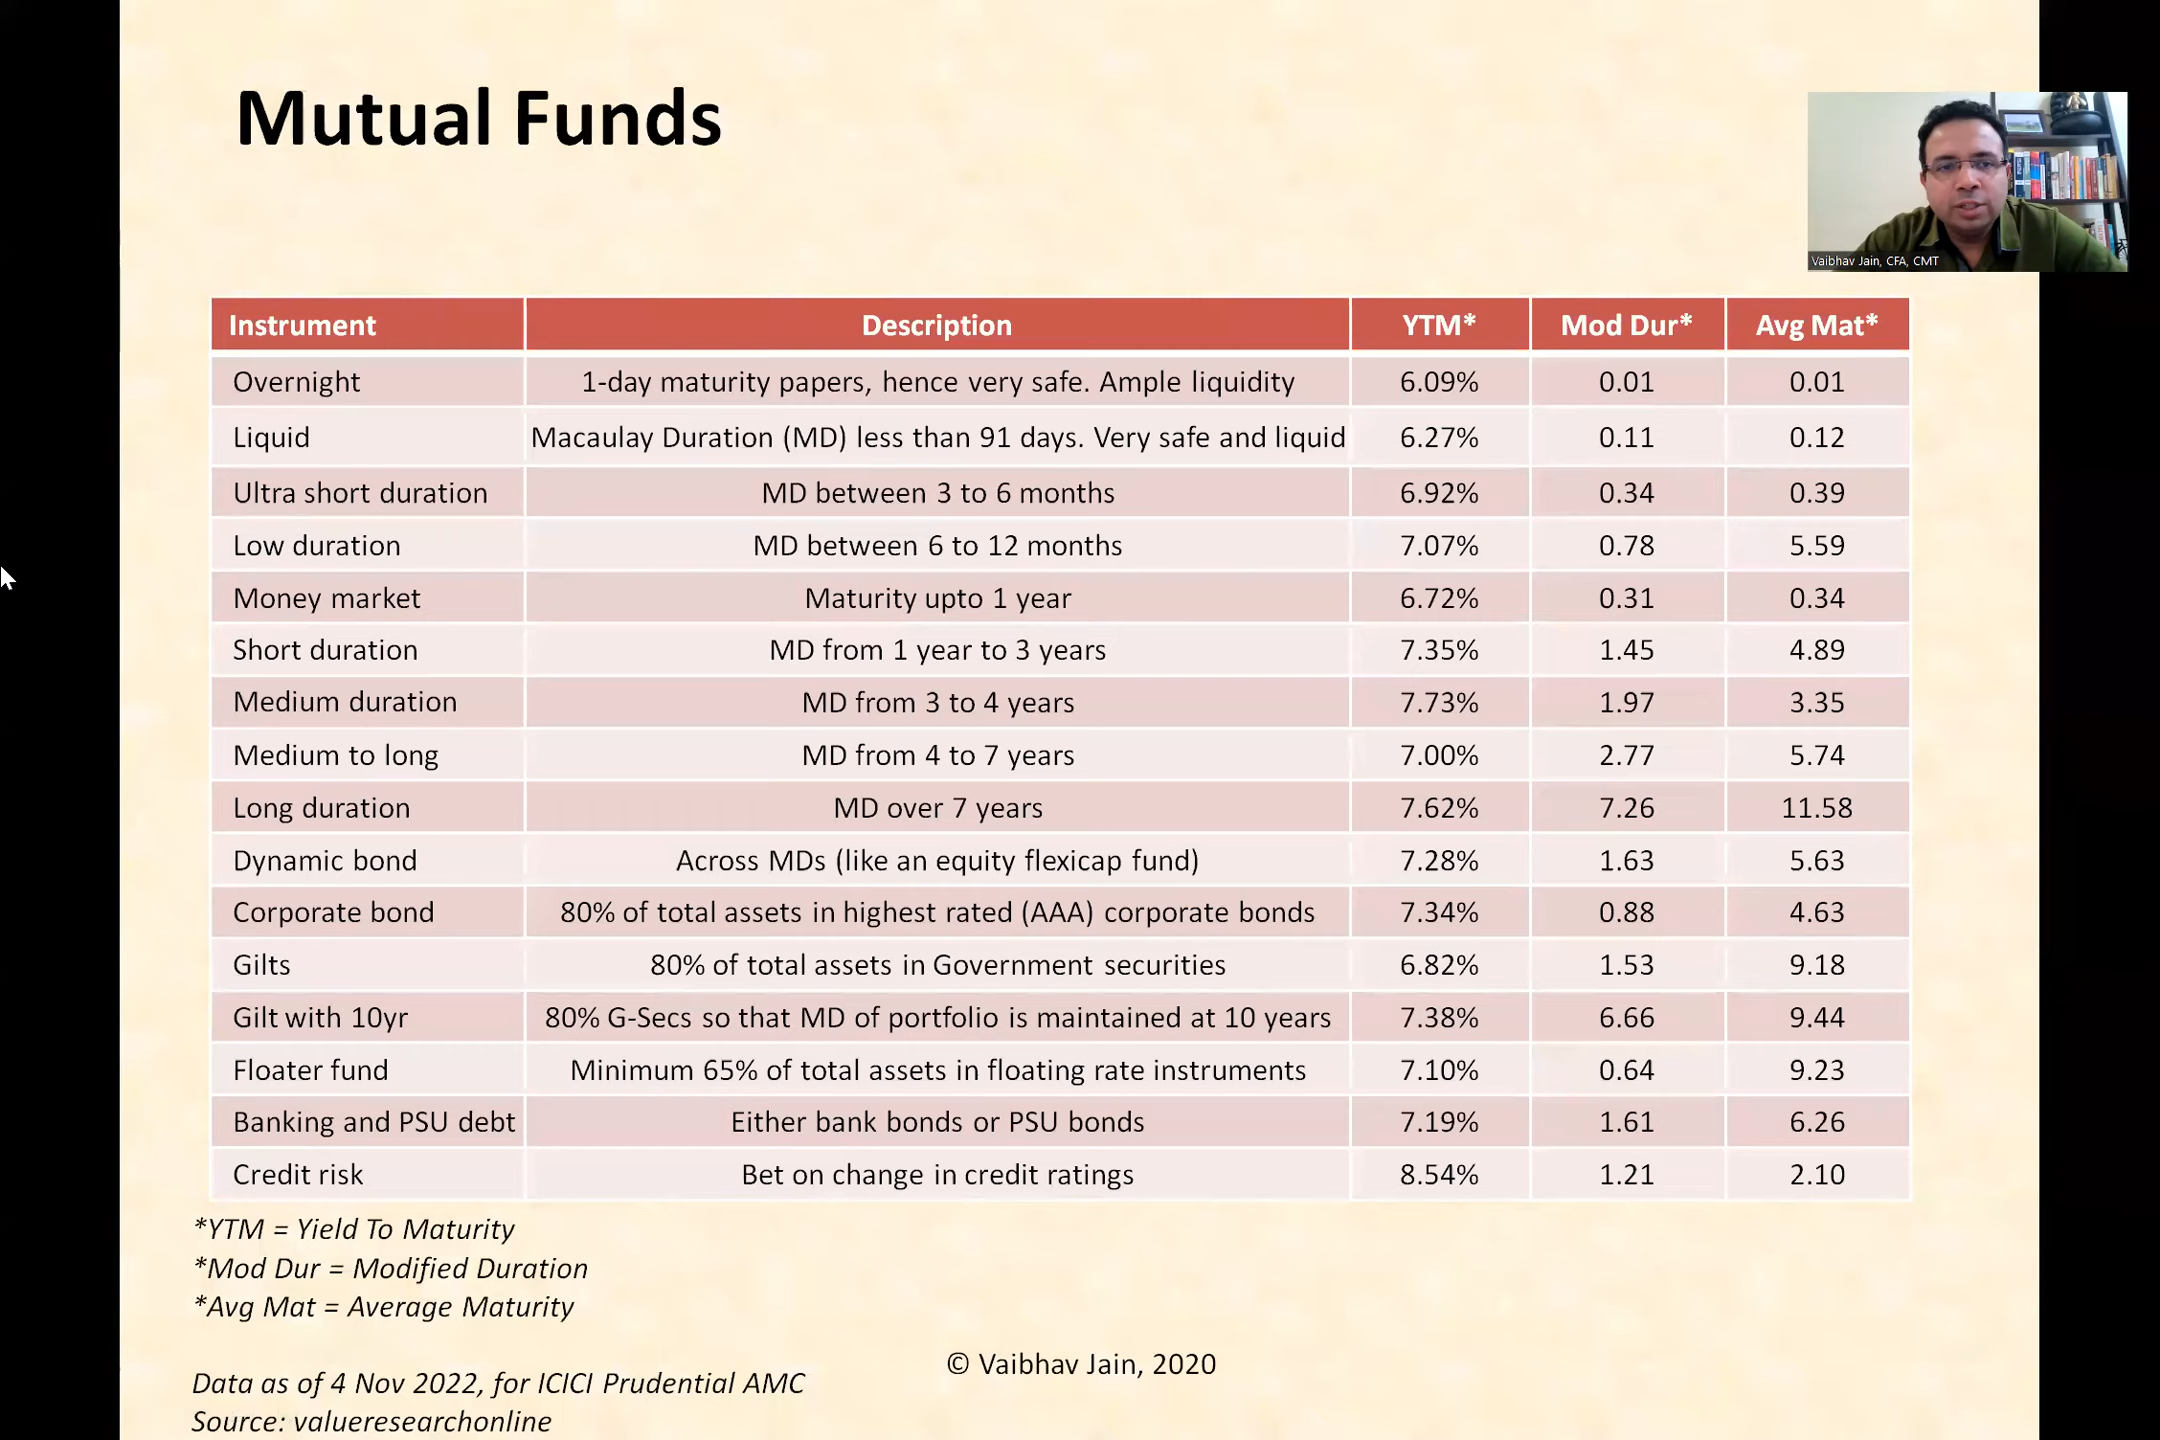 Mutual Funds
Vaibhav Jain, CFA, CMT
Instrument Description YTM* Mod Dur* Avg Mat*
Overnight 1-day maturity papers, hence very safe. Ample liquidity 6.09% 0.01 0.01
Liquid Macaulay Duration (MD) less than 91 days. Very safe and liquid 6.27% 0.11 0.12
Ultra short duration MD between 3 to 6 months 6.92% 0.34 0.39
Low duration MD between 6 to 12 months 7.07% 0.78 5.59
Money market Maturity upto 1 year 6.72% 0.31 0.34
Short duration MD from 1 year to 3 years 7.35% 1.45 4.89
Medium duration MD from 3 to 4 years 7.73% 1.97 3.35
Medium to long MD from 4 to 7 years 7.00% 2.77 5.74
Long duration MD over 7 years 7.62% 7.26 11.58
Dynamic bond Across MDs (like an equity flexicap fund) 7.28% 1.63 5.63
Corporate bond 80% of total assets in highest rated (AAA) corporate bonds 7.34% 0.88 4.63
Gilts 80% of total assets in Government securities 6.82% 1.53 9.18
Gilt with 10yr 80% G-Secs so that MD of portfolio is maintained at 10 years 7.38% 6.66 9.44
Floater fund Minimum 65% of total assets in floating rate instruments 7.10% 0.64 9.23
Banking and PSU debt Either bank bonds or PSU bonds 7.19% 1.61 6.26
Credit risk Bet on change in credit ratings 8.54% 1.21 2.10
*YTM = Yield To Maturity
*Mod Dur = Modified Duration
*Avg Mat = Average Maturity
© Vaibhav Jain, 2020
Data as of 4 Nov 2022, for ICICI Prudential AMC
Source: valueresearchonline